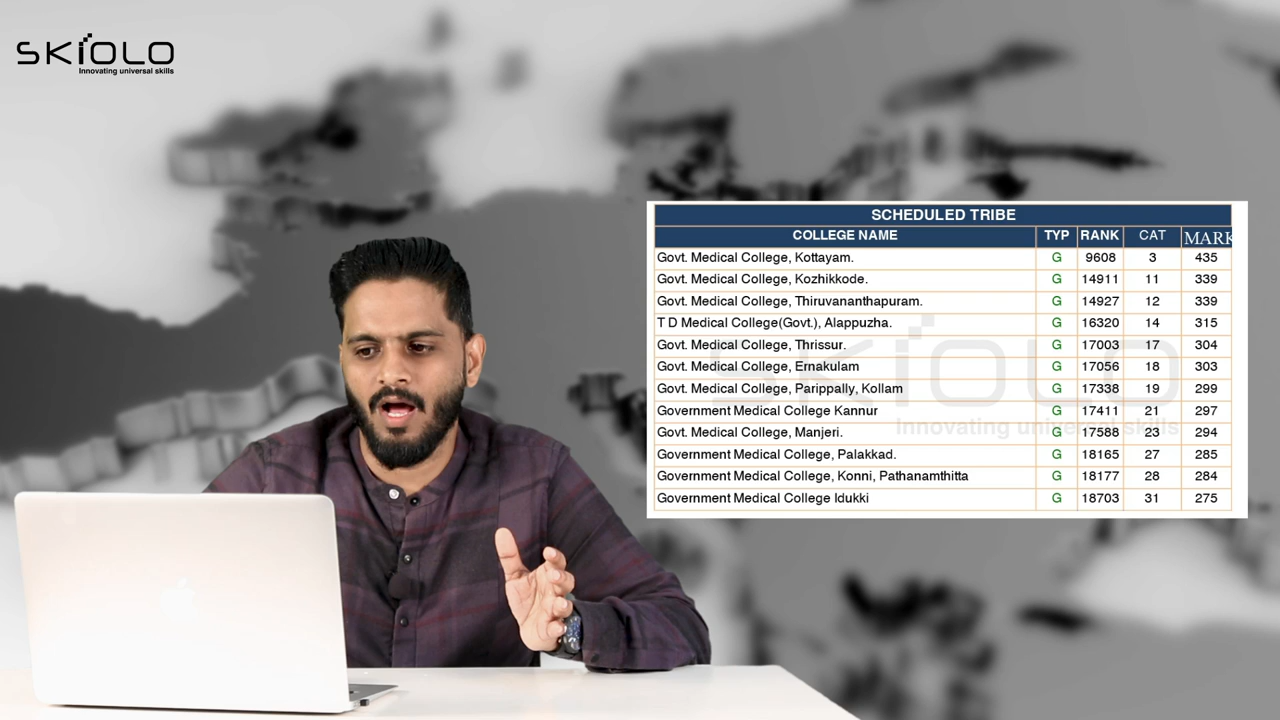 SKIOLO
Innovating universal skills
SCHEDULED TRIBE
COLLEGE NAME TYP RANK CAT MARK
Govt. Medical College, Kottayam. G 9608 3 435
Govt. Medical College, Kozhikkode. G 14911 11 339
Govt. Medical College, Thiruvananthapuram. G 14927 12 339
T D Medical College(Govt.), Alappuzha. G 16320 14 315
Govt. Medical College, Thrissur. G 17003 17 304
Govt. Medical College, Ernakulam G 17056 18 303
Govt. Medical College, Parippally, Kollam G 17338 19 299
Government Medical College Kannur G 17411 21 297
Govt. Medical College, Manjeri. G 17588 23 294
Government Medical College, Palakkad. G 18165 27 285
Government Medical College, Konni, Pathanamthitta G 18177 28 284
Government Medical College Idukki G 18703 31 275
SKIOLO
Innovating universal skills